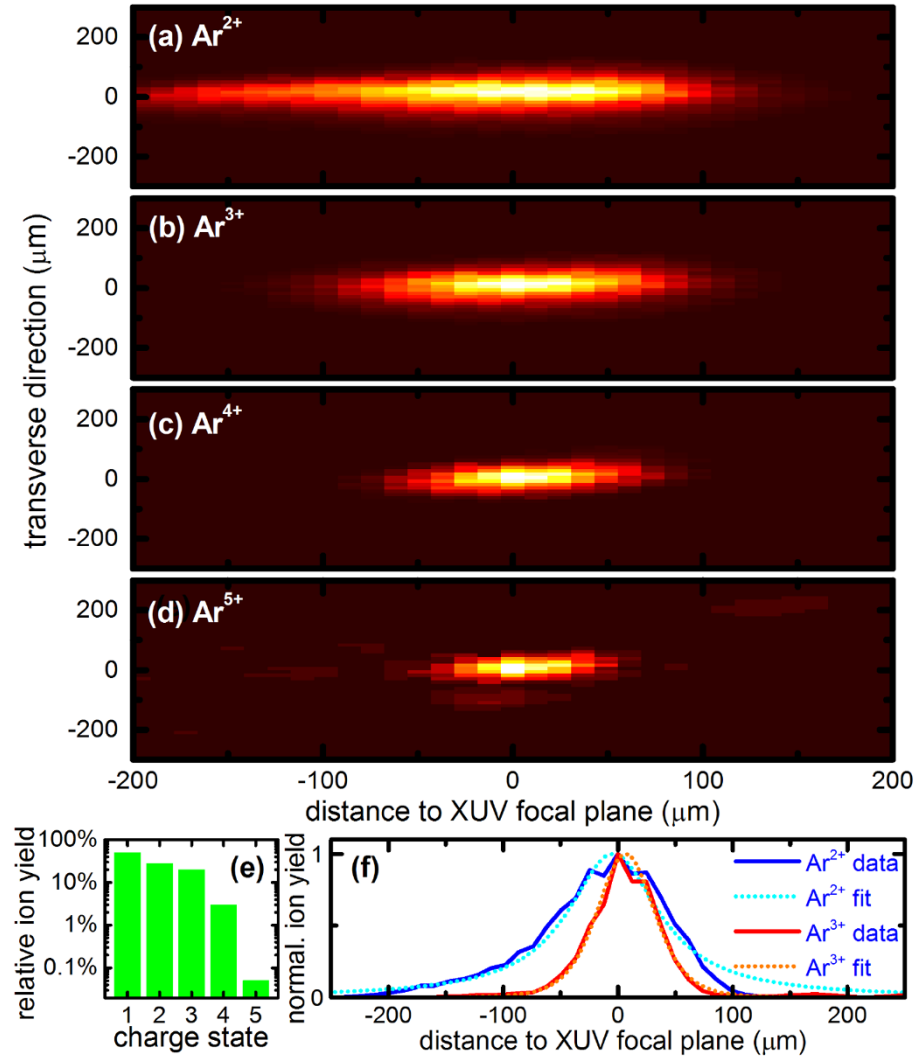 (a) Ar²⁺
200
0
-200
(b) Ar³⁺
200
0
-200
(c) Ar⁴⁺
200
0
-200
(d) Ar⁵⁺
200
0
-200
transverse direction (μm)
-200 -100 0 100 200
distance to XUV focal plane (μm)
(e)
100%
10%
1%
0.1%
relative ion yield
1 2 3 4 5
charge state
(f)
1
0
normal. ion yield
Ar²⁺ data
Ar²⁺ fit
Ar³⁺ data
Ar³⁺ fit
-200 -100 0 100 200
distance to XUV focal plane (μm)